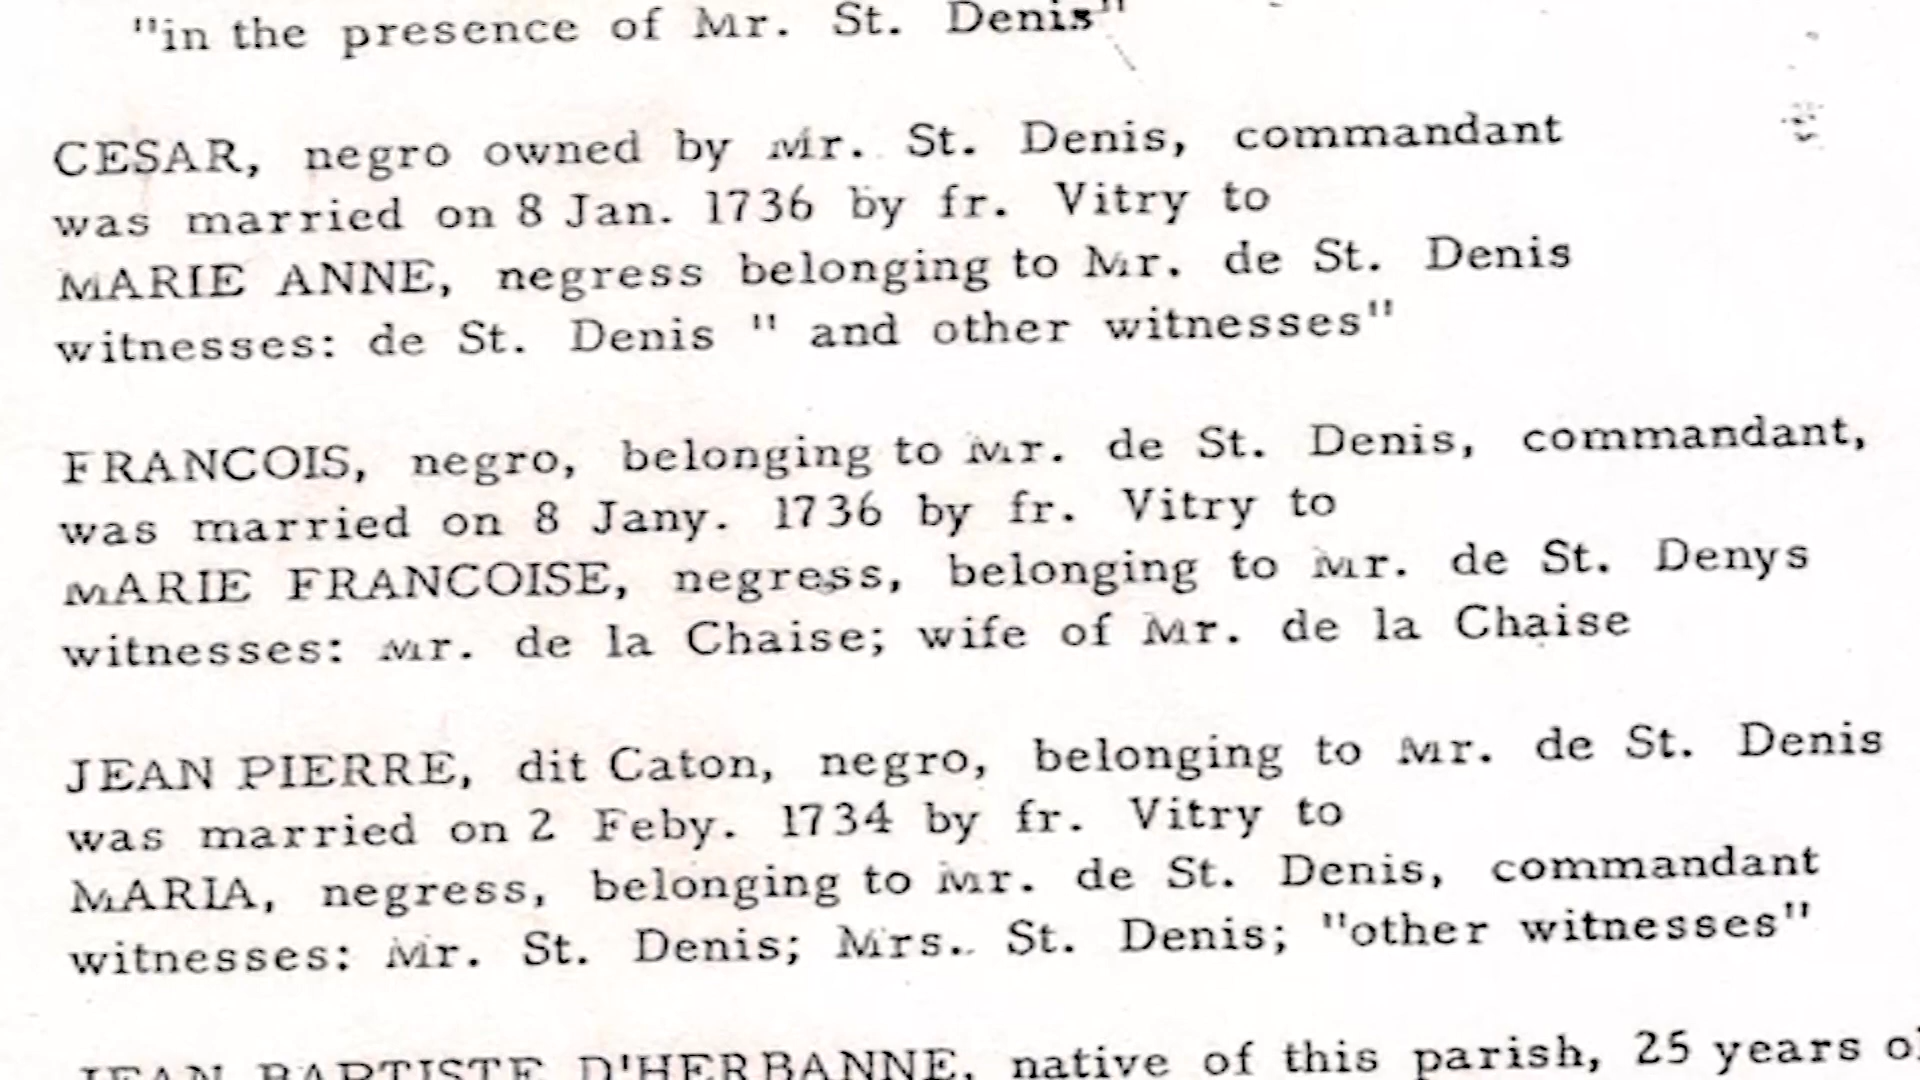 "in the presence of Mr. St. Denis"
CESAR, negro owned by Mr. St. Denis, commandant
was married on 8 Jan. 1736 by fr. Vitry to
MARIE ANNE, negress belonging to Mr. de St. Denis
witnesses: de St. Denis " and other witnesses"
FRANCOIS, negro, belonging to Mr. de St. Denis, commandant,
was married on 8 Jany. 1736 by fr. Vitry to
MARIE FRANCOISE, negress, belonging to Mr. de St. Denys
witnesses: Mr. de la Chaise; wife of Mr. de la Chaise
JEAN PIERRE, dit Caton, negro, belonging to Mr. de St. Denis
was married on 2 Feby. 1734 by fr. Vitry to
MARIA, negress, belonging to Mr. de St. Denis, commandant
witnesses: Mr. St. Denis; Mrs.. St. Denis; "other witnesses"
JEAN BAPTISTE D'HERBANNE, native of this parish, 25 years